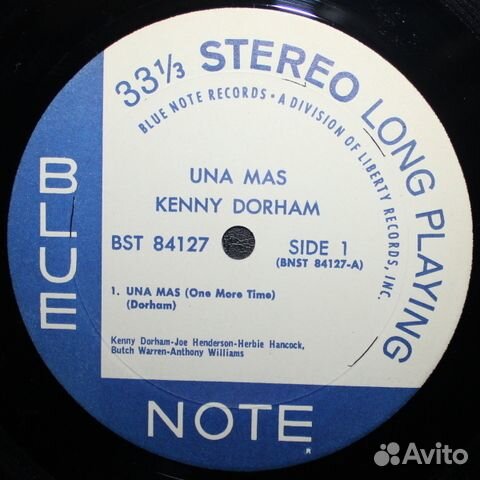 33⅓ STEREO LONG PLAYING
BLUE NOTE RECORDS • A DIVISION OF LIBERTY RECORDS, INC.
UNA MAS
KENNY DORHAM
BST 84127 SIDE 1
(BNST 84127-A)
1. UNA MAS (One More Time)
(Dorham)
Kenny Dorham-Joe Henderson-Herbie Hancock,
Butch Warren-Anthony Williams
BLUE
NOTE
R
Avito